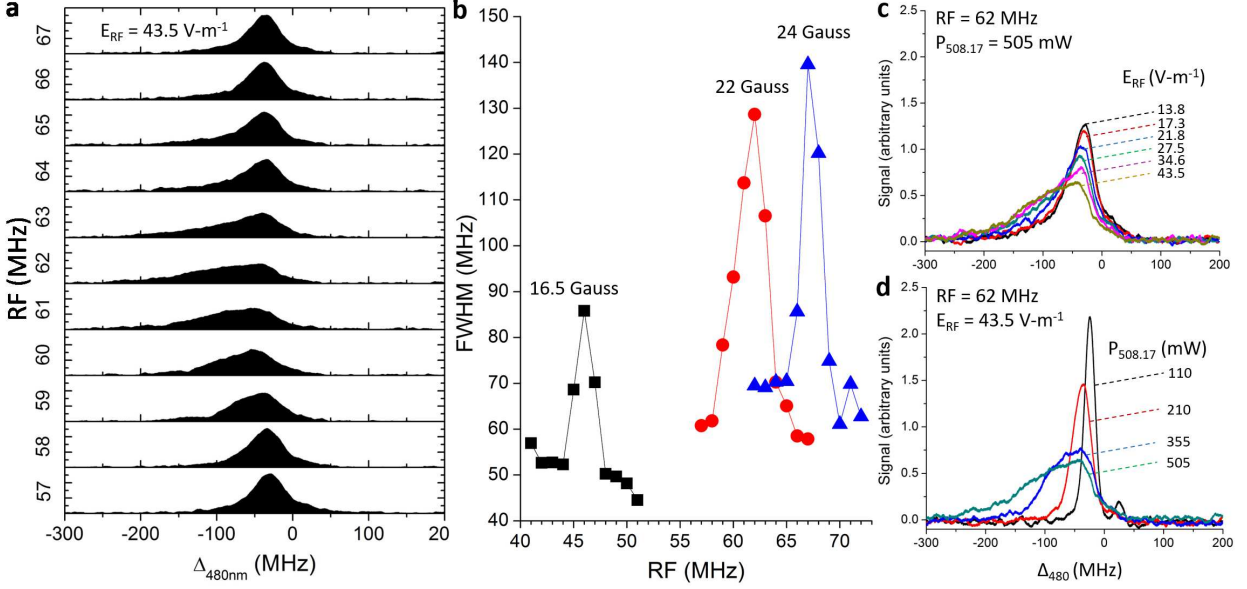 a
E_RF = 43.5 V-m⁻¹
67
66
65
64
63
62
61
60
59
58
57
RF (MHz)
-300 -200 -100 0 100 200
Δ480nm (MHz)
b
150
140
130
120
110
100
90
80
70
60
50
40
FWHM (MHz)
16.5 Gauss
22 Gauss
24 Gauss
40 45 50 55 60 65 70
RF (MHz)
c
RF = 62 MHz
P508.17 = 505 mW
E_RF (V-m⁻¹)
13.8
17.3
21.8
27.5
34.6
43.5
2.5
2.0
1.5
1.0
0.5
0.0
Signal (arbitrary units)
-300 -200 -100 0 100 200
d
RF = 62 MHz
E_RF = 43.5 V-m⁻¹
P508.17 (mW)
110
210
355
505
2.5
2.0
1.5
1.0
0.5
0.0
Signal (arbitrary units)
-300 -200 -100 0 100 200
Δ480 (MHz)